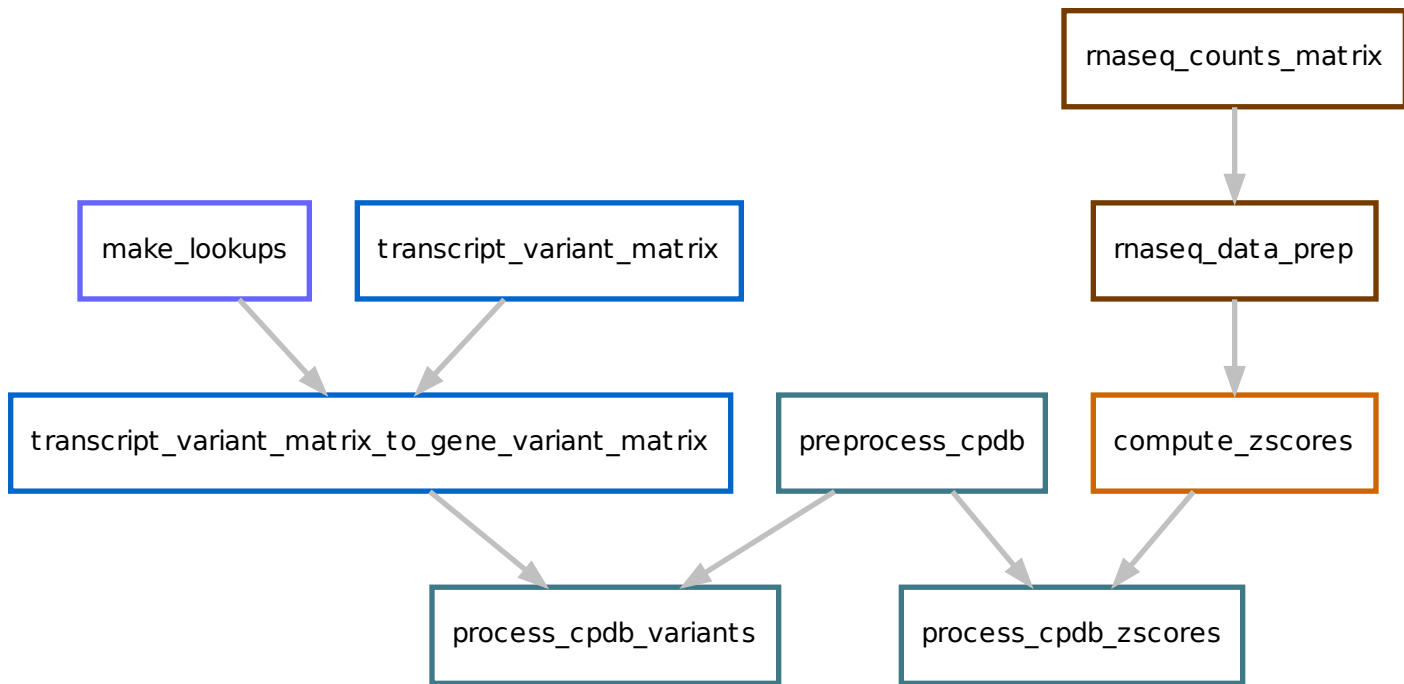 rnaseq_counts_matrix
make_lookups
transcript_variant_matrix
rnaseq_data_prep
transcript_variant_matrix_to_gene_variant_matrix
preprocess_cpdb
compute_zscores
process_cpdb_variants
process_cpdb_zscores